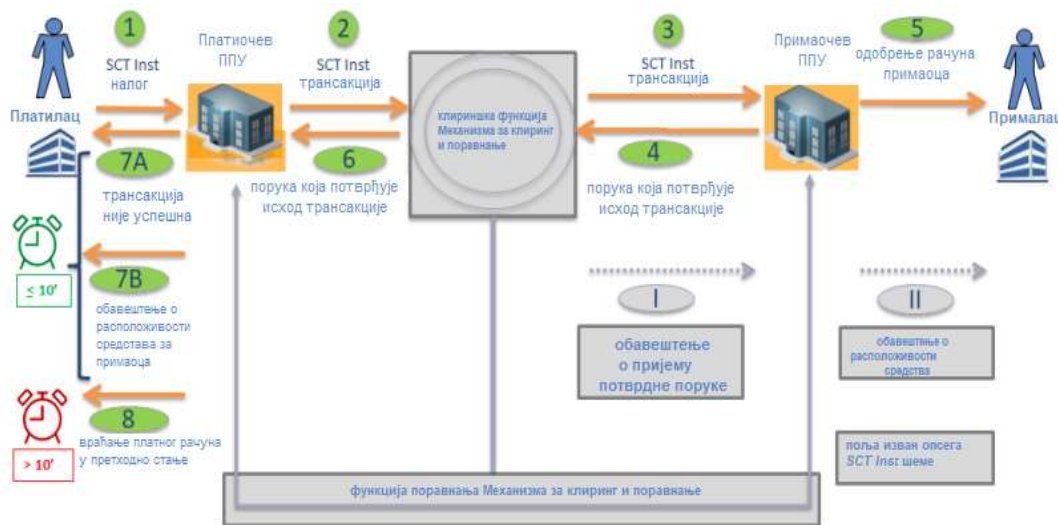 1
SCT Inst
налог
Платилац
Платиочев
ППУ
2
SCT Inst
трансакција
клириншка функција
Механизма за клиринг
и поравнање
3
SCT Inst
трансакција
Примаочев
ППУ
5
одобрење рачуна
примаоца
Прималац
7A
трансакција
није успешна
6
порука која потврђује
исход трансакције
4
порука која потврђује
исход трансакције
≤ 10'
7B
обавештење о
расположивости
средстава за
примаоца
I
обавештење
о пријему
потврдне поруке
II
обавештење о
расположивости
средства
> 10'
8
враћање платног рачуна
у претходно стање
поља изван опсега
SCT Inst шеме
функција поравнања Механизма за клиринг и поравнање